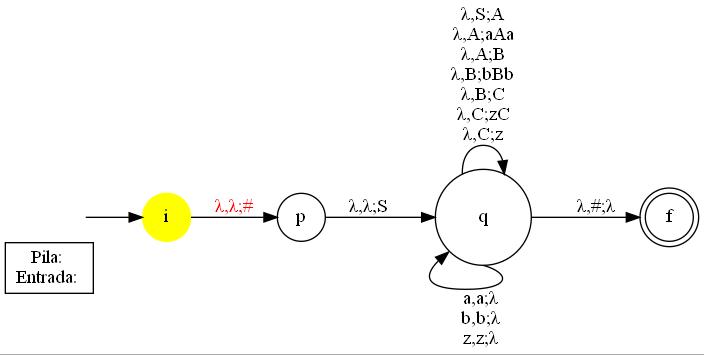 λ,S;A
λ,A;aAa
λ,A;B
λ,B;bBb
λ,B;C
λ,C;zC
λ,C;z
i
λ,λ;#
p
λ,λ;S
q
λ,#;λ
f
Pila:
Entrada:
a,a;λ
b,b;λ
z,z;λ